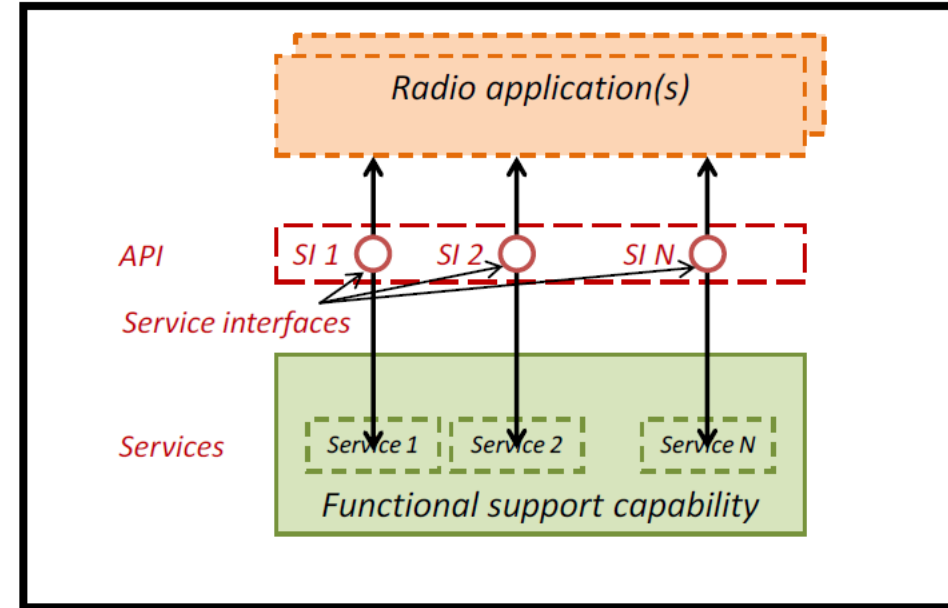 Radio application(s)
API
SI 1
SI 2
SI N
Service interfaces
Services
Service 1
Service 2
Service N
Functional support capability